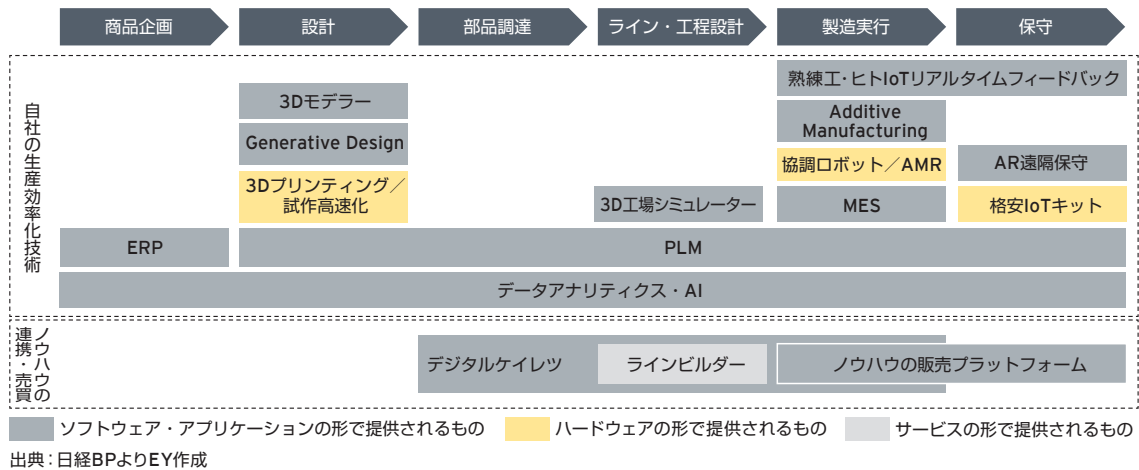 商品企画
設計
部品調達
ライン・工程設計
製造実行
保守
自社の生産効率化技術
熟練工・ヒトIoTリアルタイムフィードバック
3Dモデラー
Additive
Manufacturing
Generative Design
協調ロボット／AMR
AR遠隔保守
3Dプリンティング／
試作高速化
3D工場シミュレーター
MES
格安IoTキット
ERP
PLM
データアナリティクス・AI
ノウハウの
連携・売買
デジタルケイレツ
ラインビルダー
ノウハウの販売プラットフォーム
ソフトウェア・アプリケーションの形で提供されるもの
ハードウェアの形で提供されるもの
サービスの形で提供されるもの
出典：日経BPよりEY作成